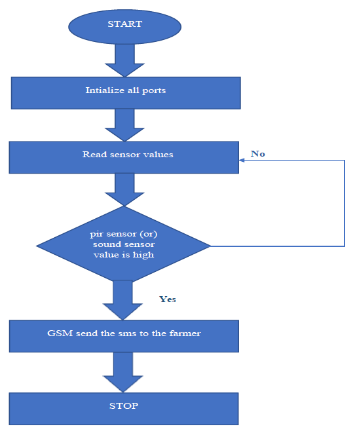 START
Intialize all ports
Read sensor values
No
pir sensor (or)
sound sensor
value is high
Yes
GSM send the sms to the farmer
STOP